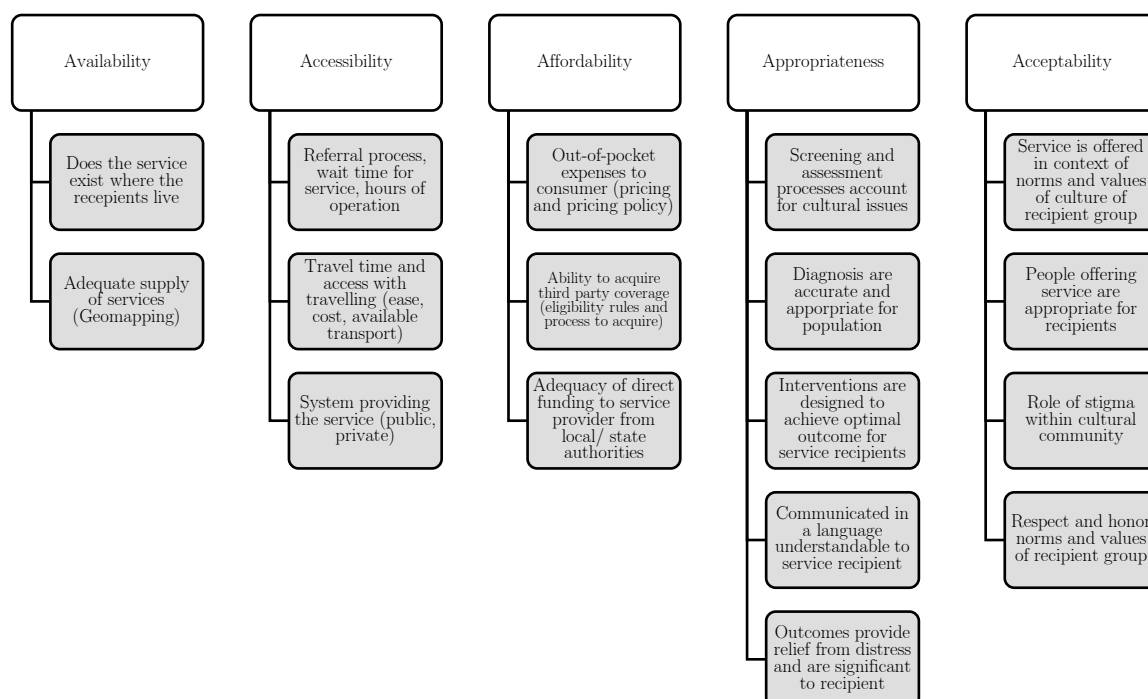 Availability
Does the service
exist where the
recepients live
Adequate supply
of services
(Geomapping)
Accessibility
Referral process,
wait time for
service, hours of
operation
Travel time and
access with
travelling (ease,
cost, available
transport)
System providing
the service (public,
private)
Affordability
Out-of-pocket
expenses to
consumer (pricing
and pricing policy)
Ability to acquire
third party coverage
(eligibility rules and
process to acquire)
Adequacy of direct
funding to service
provider from
local/ state
authorities
Appropriateness
Screening and
assessment
processes account
for cultural issues
Diagnosis are
accurate and
apporpriate for
population
Interventions are
designed to
achieve optimal
outcome for
service recipients
Communicated in
a language
understandable to
service recipient
Outcomes provide
relief from distress
and are significant
to recipient
Acceptability
Service is offered
in context of
norms and values
of culture of
recipient group
People offering
service are
appropriate for
recipients
Role of stigma
within cultural
community
Respect and honor
norms and values
of recipient group